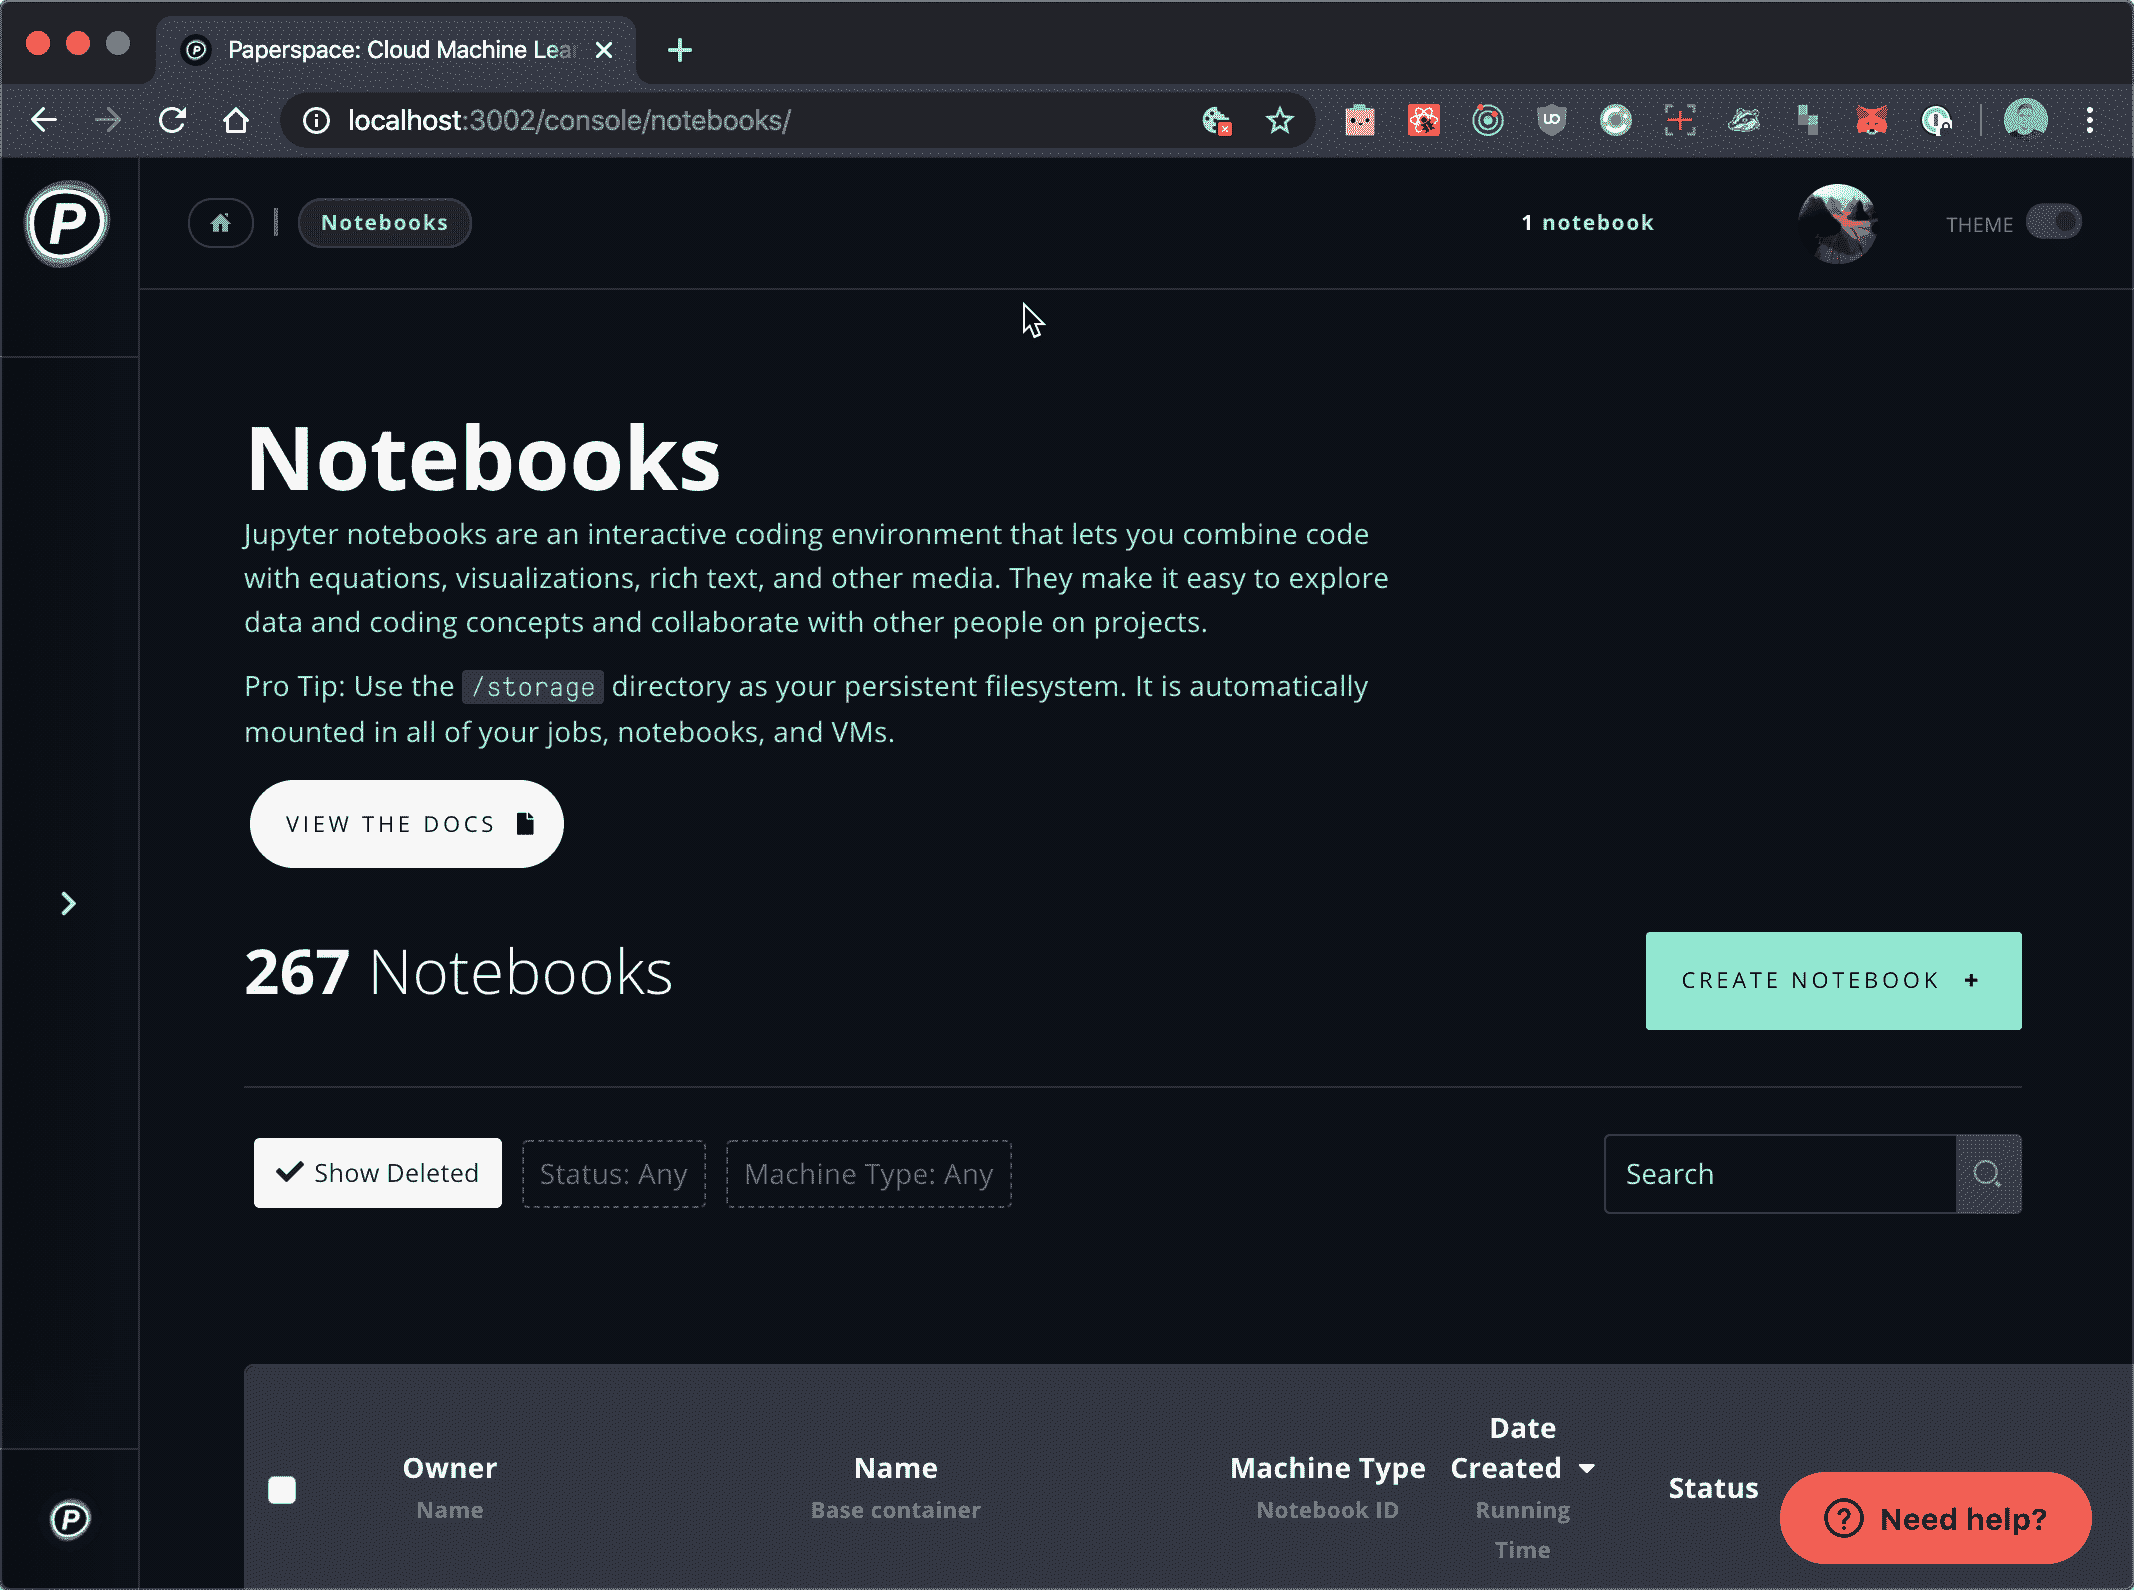 Paperspace: Cloud Machine Lear
localhost:3002/console/notebooks/
Notebooks
1 notebook
THEME
Notebooks
Jupyter notebooks are an interactive coding environment that lets you combine code
with equations, visualizations, rich text, and other media. They make it easy to explore
data and coding concepts and collaborate with other people on projects.
Pro Tip: Use the /storage directory as your persistent filesystem. It is automatically
mounted in all of your jobs, notebooks, and VMs.
VIEW THE DOCS
267 Notebooks
CREATE NOTEBOOK +
Show Deleted
Status: Any
Machine Type: Any
Search
Owner
Name
Name
Base container
Machine Type
Notebook ID
Date
Created
Running
Time
Status
Need help?